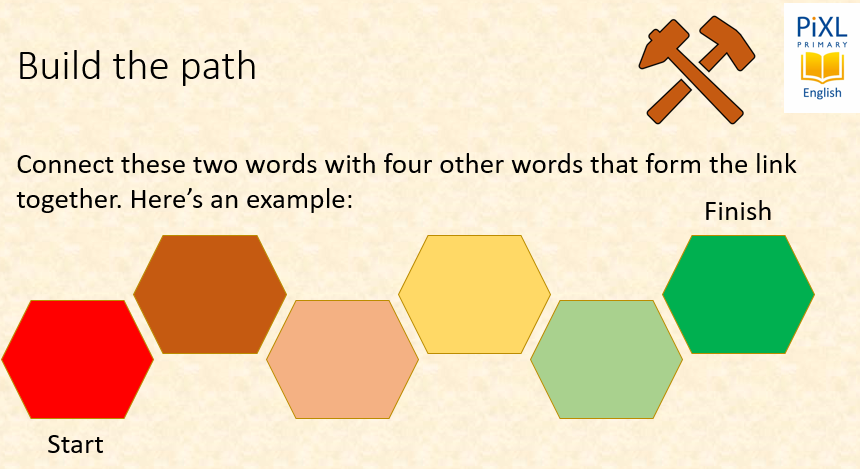 Build the path
PiXL
PRIMARY
English
Connect these two words with four other words that form the link
together. Here’s an example:
Finish
Start